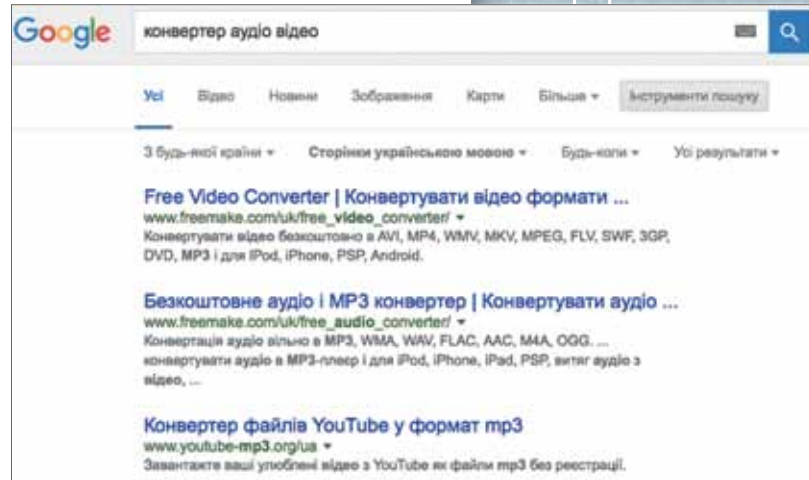 Google конвертер аудіо відео
Усі Відео Новини Зображення Карти Більше Інструменти пошуку
З будь-якої країни Сторінки українською мовою Будь-коли Усі результати
Free Video Converter | Конвертувати відео формати ...
www.freemake.com/uk/free_video_converter/
Конвертувати відео безкоштовно в AVI, MP4, WMV, MKV, MPEG, FLV, SWF, 3GP,
DVD, MP3 і для iPod, iPhone, PSP, Android.
Безкоштовне аудіо і MP3 конвертер | Конвертувати аудіо ...
www.freemake.com/uk/free_audio_converter/
Конвертація аудіо вільно в MP3, WMA, WAV, FLAC, AAC, M4A, OGG. ...
конвертувати аудіо в MP3-плеєр і для iPod, iPhone, iPad, PSP, витяг аудіо з
відео, ...
Конвертер файлів YouTube у формат mp3
www.youtube-mp3.org/ua
Завантажте ваші улюблені відео з YouTube як файли mp3 без реєстрації.